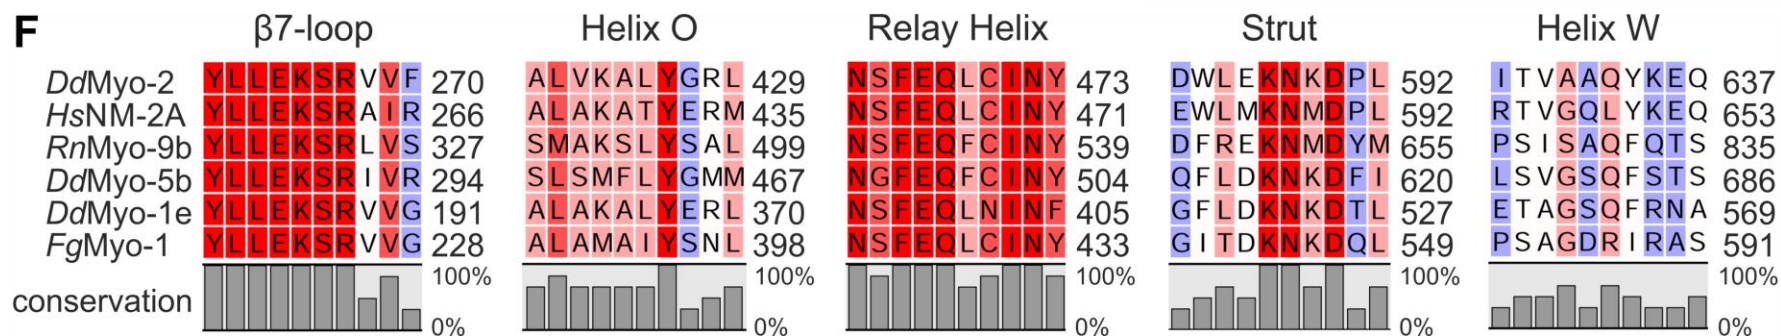 F β7-loop Helix O Relay Helix Strut Helix W
DdMyo-2 YLLEKSRVVF 270 ALVKALYGRL 429 NSFEQLCINY 473 DWLEKNKDPL 592 ITVAAQYKEQ 637
HsNM-2A YLLEKSRAIR 266 ALAKATYERM 435 NSFEQLCINY 471 EWLMKNMDPL 592 RTVGQLYKEQ 653
RnMyo-9b YLLEKSRLVS 327 SMAKSLYSAL 499 NSFEQFCINY 539 DFREKNMDYM 655 PSISAQFQTS 835
DdMyo-5b YLLEKSRIVR 294 SLSMFLYGMM 467 NGFEQFCINY 504 QFLDKNKDFI 620 LSVGSQFSTS 686
DdMyo-1e YLLEKSRVVG 191 ALAKALYERL 370 NSFEQLNINF 405 GFLDKNKDTL 527 ETAGSQFRNA 569
FgMyo-1 YLLEKSRVVG 228 ALAMAIYSNL 398 NSFEQLCINY 433 GITDKNKDQL 549 PSAGDRIRAS 591
conservation 100% 100% 100% 100% 100%
0% 0% 0% 0% 0%